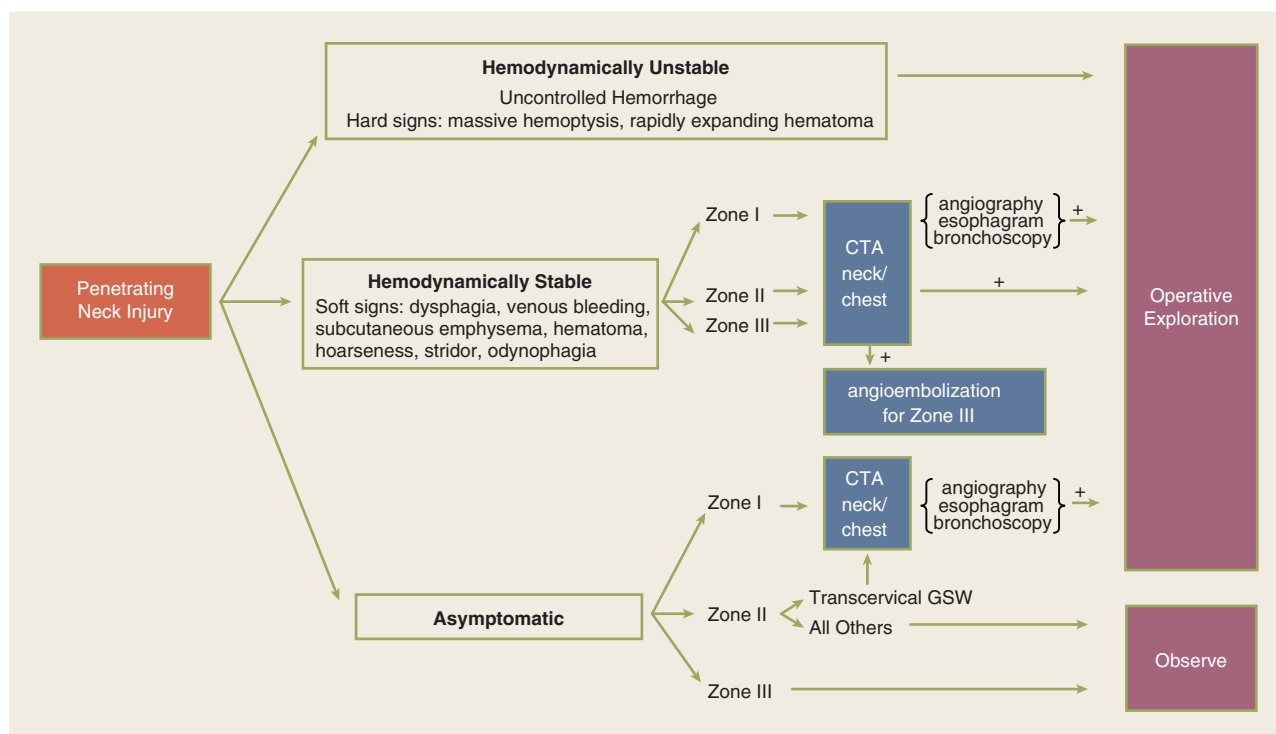 Penetrating
Neck Injury
Hemodynamically Unstable
Uncontrolled Hemorrhage
Hard signs: massive hemoptysis, rapidly expanding hematoma
Hemodynamically Stable
Soft signs: dysphagia, venous bleeding,
subcutaneous emphysema, hematoma,
hoarseness, stridor, odynophagia
Zone I
Zone II
Zone III
CTA
neck/
chest
angiography
esophagram
bronchoscopy
+
+
+
angioembolization
for Zone III
Asymptomatic
Zone I
CTA
neck/
chest
angiography
esophagram
bronchoscopy
+
Zone II
Transcervical GSW
All Others
Zone III
Operative
Exploration
Observe